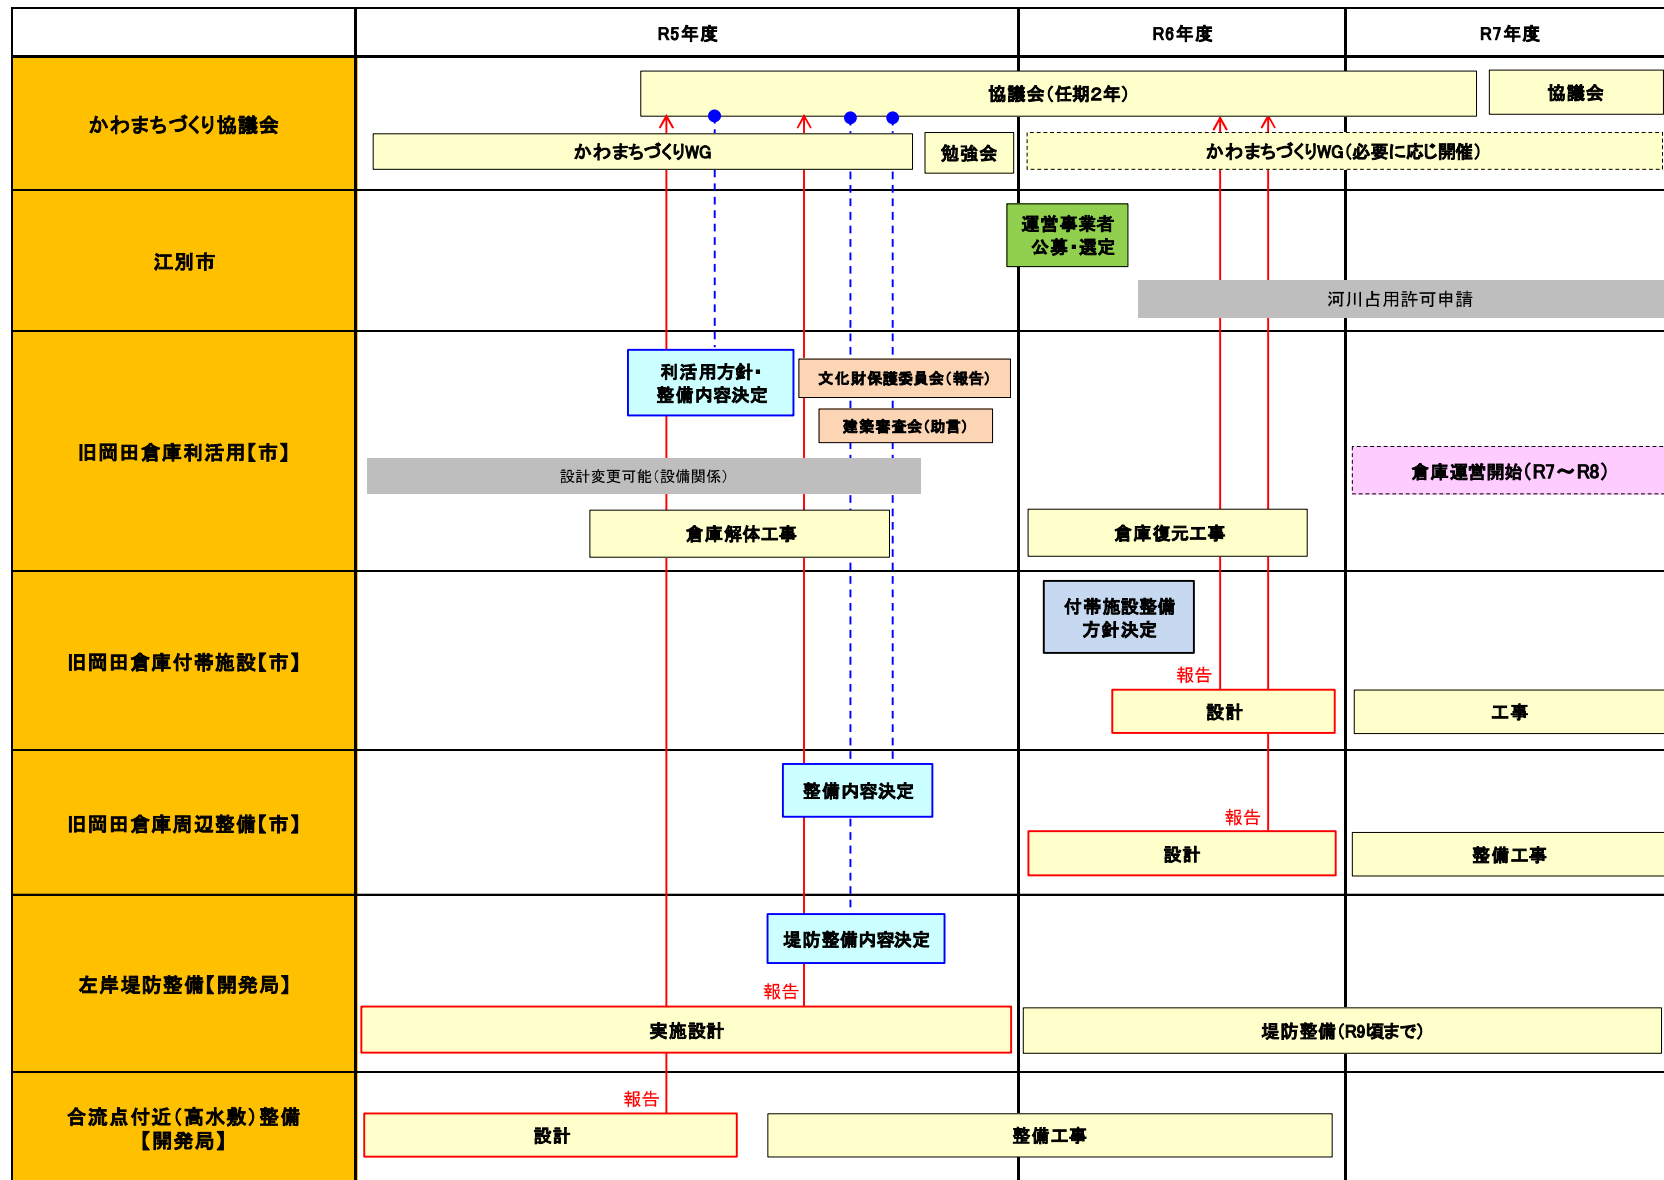 R5年度
R6年度
R7年度
かわまちづくり協議会
協議会（任期2年）
協議会
かわまちづくりWG
勉強会
かわまちづくりWG（必要に応じ開催）
江別市
運営事業者
公募・選定
河川占用許可申請
旧岡田倉庫利活用【市】
利活用方針・
整備内容決定
文化財保護委員会（報告）
建築審査会（助言）
設計変更可能（設備関係）
倉庫運営開始（R7～R8）
倉庫解体工事
倉庫復元工事
旧岡田倉庫付帯施設【市】
付帯施設整備
方針決定
報告
設計
工事
旧岡田倉庫周辺整備【市】
整備内容決定
報告
設計
整備工事
左岸堤防整備【開発局】
堤防整備内容決定
報告
実施設計
堤防整備（R9頃まで）
合流点付近（高水敷）整備
【開発局】
報告
設計
整備工事